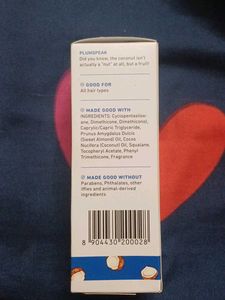 PLUMSPEAK
Did you know, the coconut isn't
actually a "nut" at all, but a fruit!
GOOD FOR
All hair types
MADE GOOD WITH
INGREDIENTS: Cyclopentasilox-
ane, Dimethicone, Dimethiconol,
Caprylic/Capric Triglyceride,
Prunus Amygdalus Dulcis
(Sweet Almond) Oil, Cocos
Nucifera (Coconut) Oil, Squalane,
Tocopheryl Acetate, Phenyl
Trimethicone, Fragrance
MADE GOOD WITHOUT
Parabens, Phthalates, other
iffies and animal-derived
ingredients
8 904430 200028